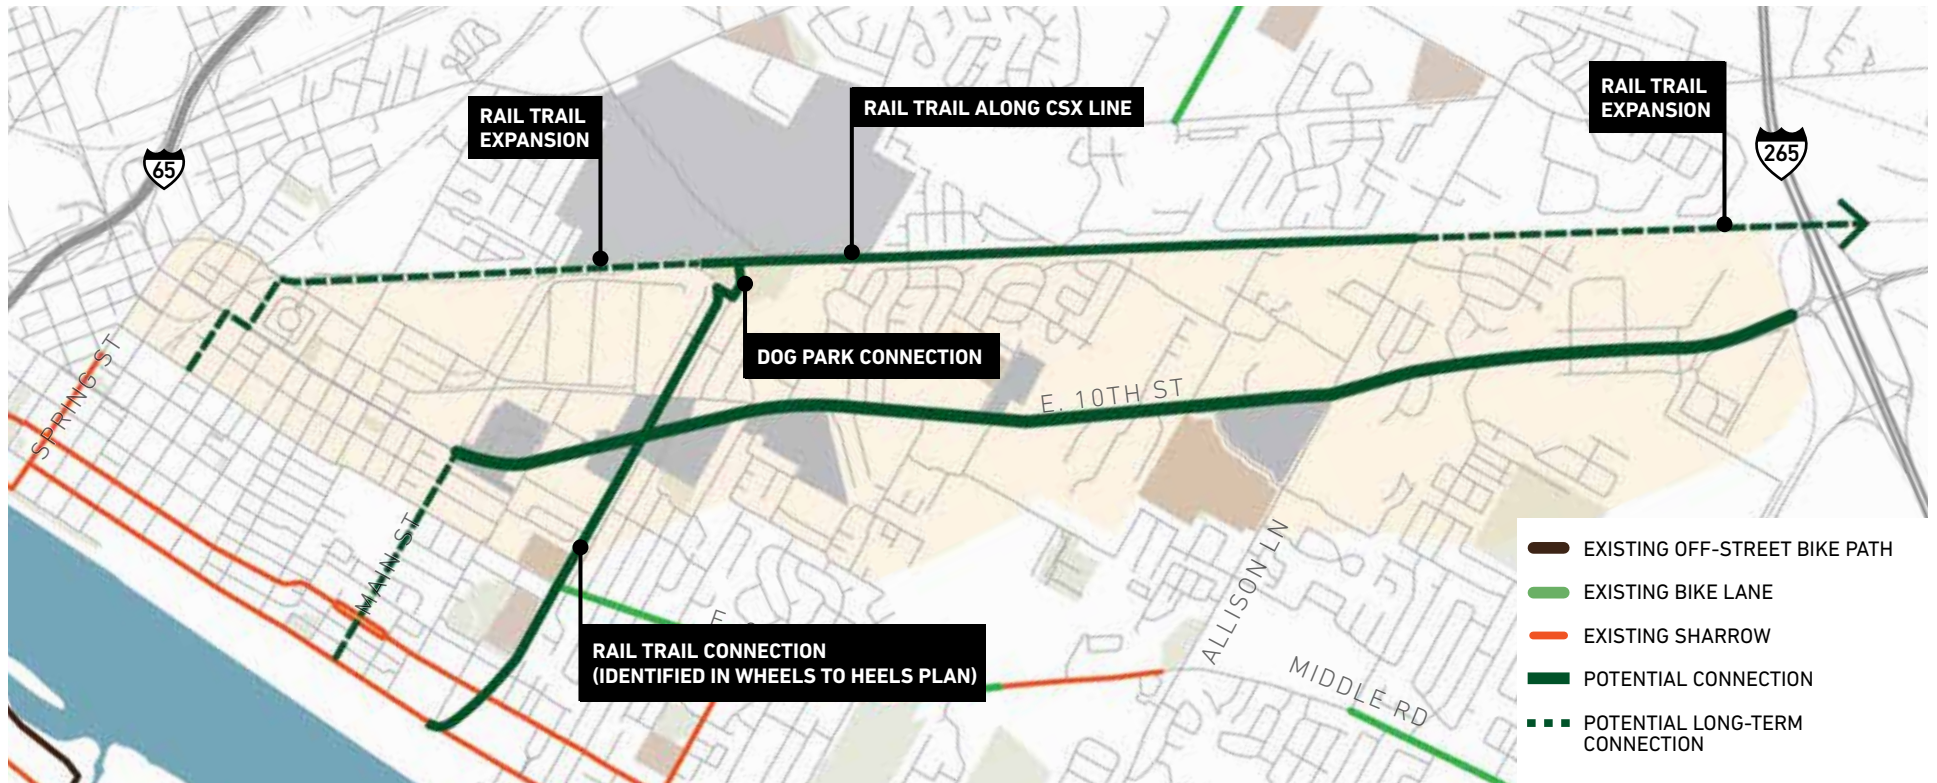 RAIL TRAIL
EXPANSION
RAIL TRAIL ALONG CSX LINE
RAIL TRAIL
EXPANSION
65
265
DOG PARK CONNECTION
SPRING ST
E. 10TH ST
MAIN ST
ALLISON LN
MIDDLE RD
RAIL TRAIL CONNECTION
(IDENTIFIED IN WHEELS TO HEELS PLAN)
EXISTING OFF-STREET BIKE PATH
EXISTING BIKE LANE
EXISTING SHARROW
POTENTIAL CONNECTION
POTENTIAL LONG-TERM
CONNECTION